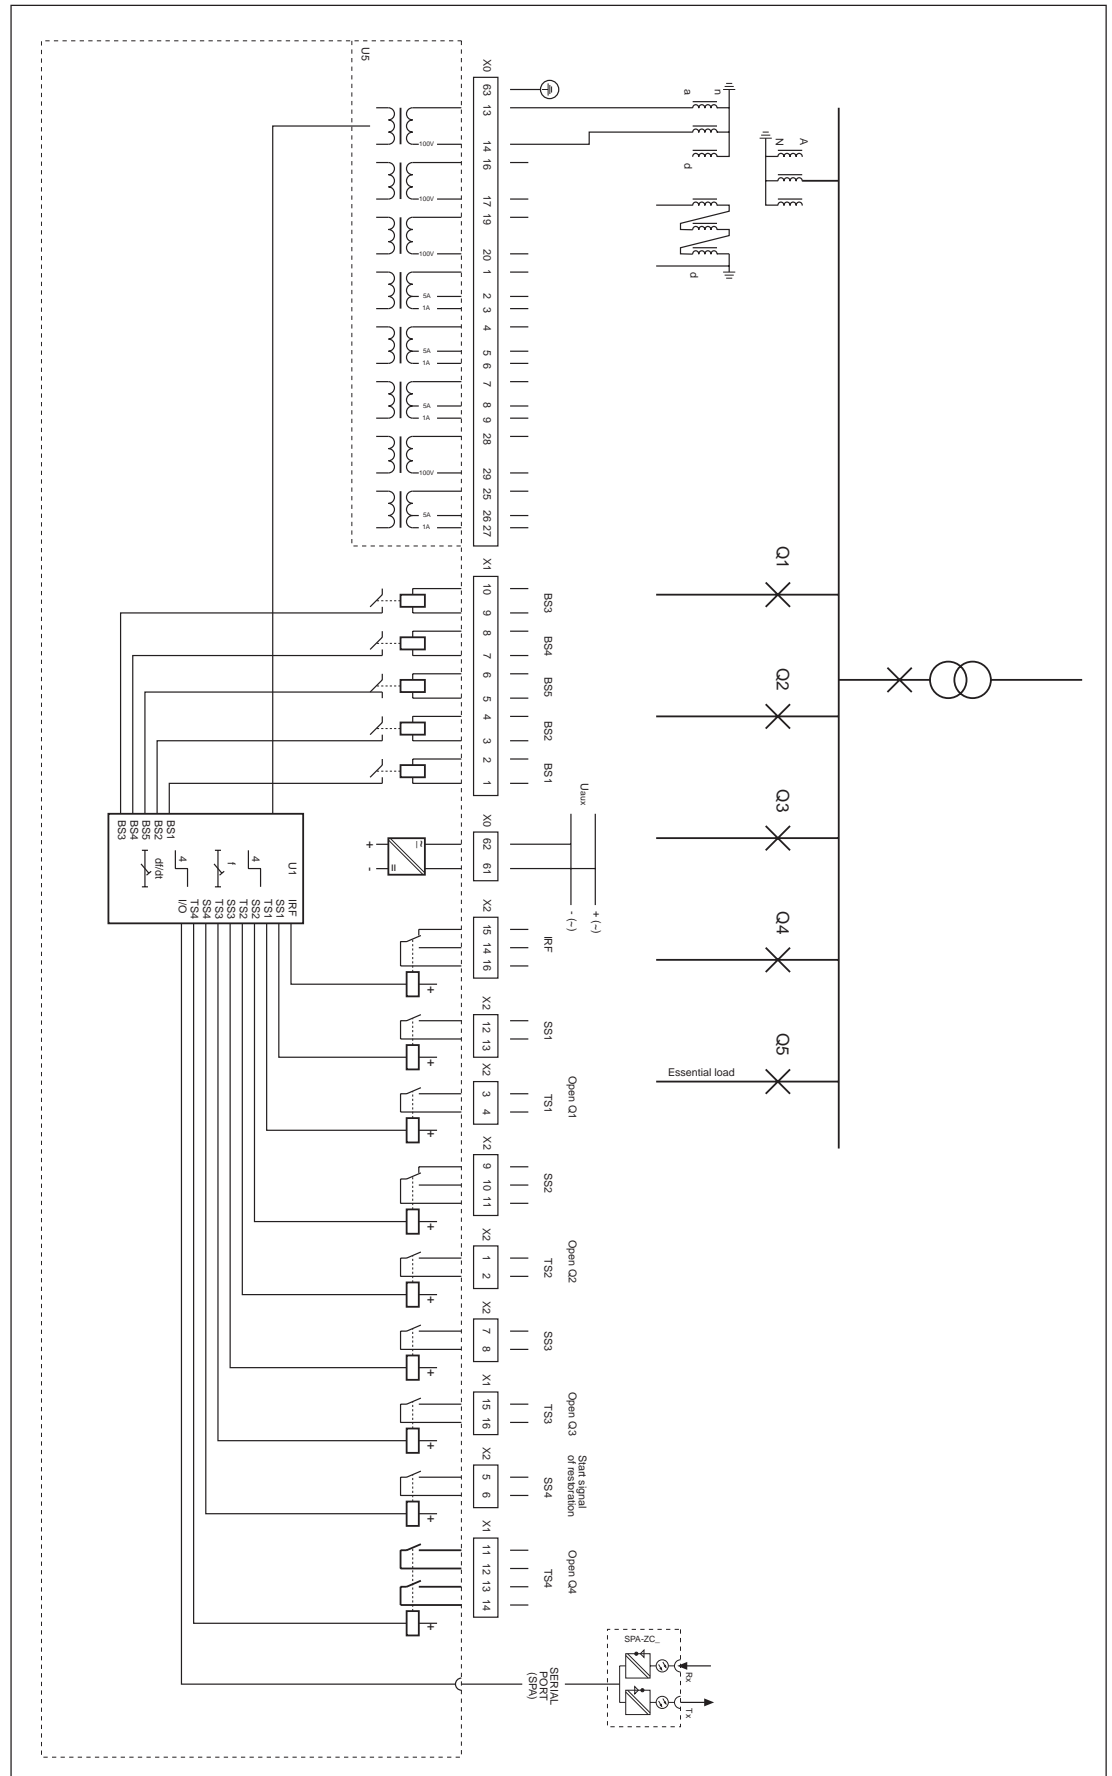 U5
X0
63
13
14
16
17
19
20
1
2
3
4
5
6
7
8
9
28
29
25
26
27
100V
100V
100V
5A
1A
5A
1A
5A
1A
100V
5A
1A
a
n
d
d
A
N
X1
10
9
8
7
6
5
4
3
2
1
BS3
BS4
BS5
BS2
BS1
Uaux
X0
62
61
+ (~)
- (~)
+
-
~
=
U1
BS1
BS2
BS5
BS4
BS3
4
f
4
df/dt
IRF
SS1
TS1
SS2
TS2
SS3
TS3
SS4
TS4
I/O
X2
15
14
16
IRF
+
X2
12
13
SS1
+
X2
3
4
TS1
Open Q1
+
X2
9
10
11
SS2
+
X2
1
2
TS2
Open Q2
+
X2
7
8
SS3
+
X1
15
16
TS3
Open Q3
+
X2
5
6
SS4
Start signal
of restoration
+
X1
11
12
13
14
TS4
Open Q4
+
SERIAL
PORT
(SPA)
SPA-ZC_
Rx
Tx
Q1
Q2
Q3
Q4
Q5
Essential load